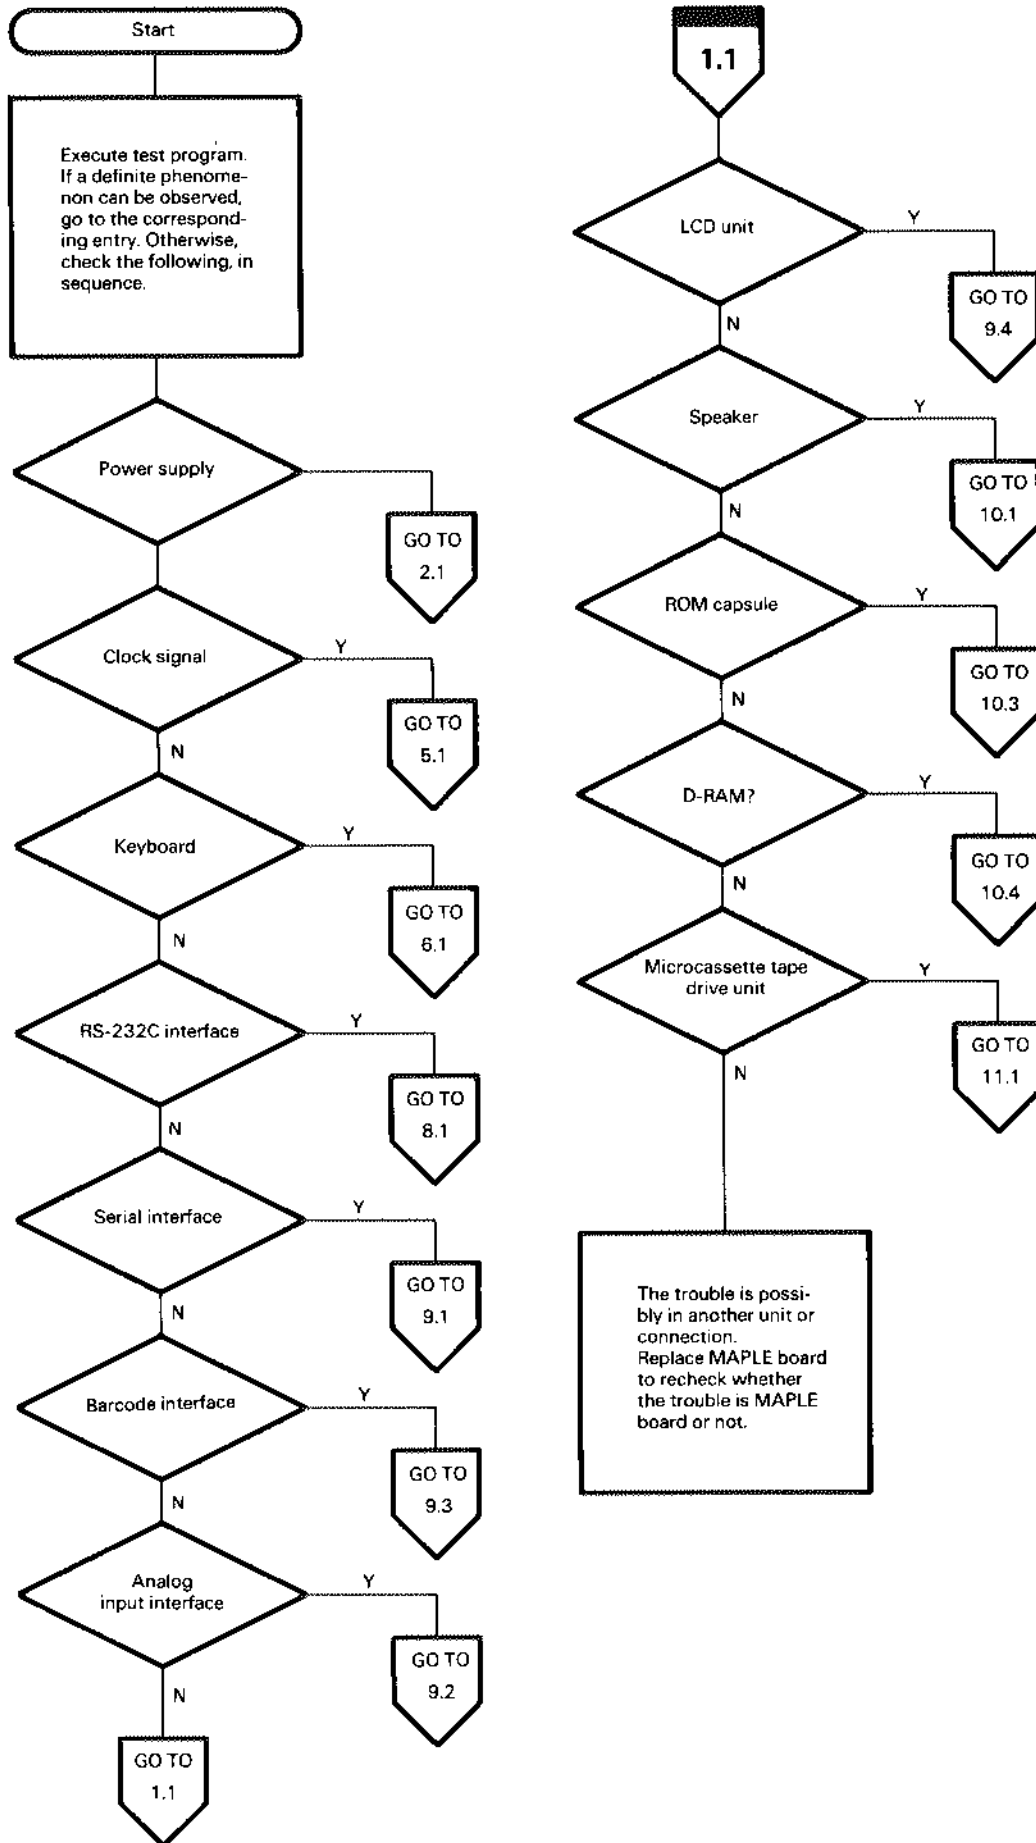 Start
Execute test program.
If a definite phenome-
non can be observed,
go to the correspond-
ing entry. Otherwise,
check the following, in
sequence.
Power supply
GO TO
2.1
Clock signal
Y
GO TO
5.1
N
Keyboard
Y
GO TO
6.1
N
RS-232C interface
Y
GO TO
8.1
N
Serial interface
Y
GO TO
9.1
N
Barcode interface
Y
GO TO
9.3
N
Analog
input interface
Y
GO TO
9.2
N
GO TO
1.1
1.1
LCD unit
Y
GO TO
9.4
N
Speaker
Y
GO TO
10.1
N
ROM capsule
Y
GO TO
10.3
N
D-RAM?
Y
GO TO
10.4
N
Microcassette tape
drive unit
Y
GO TO
11.1
N
The trouble is possi-
bly in another unit or
connection.
Replace MAPLE board
to recheck whether
the trouble is MAPLE
board or not.